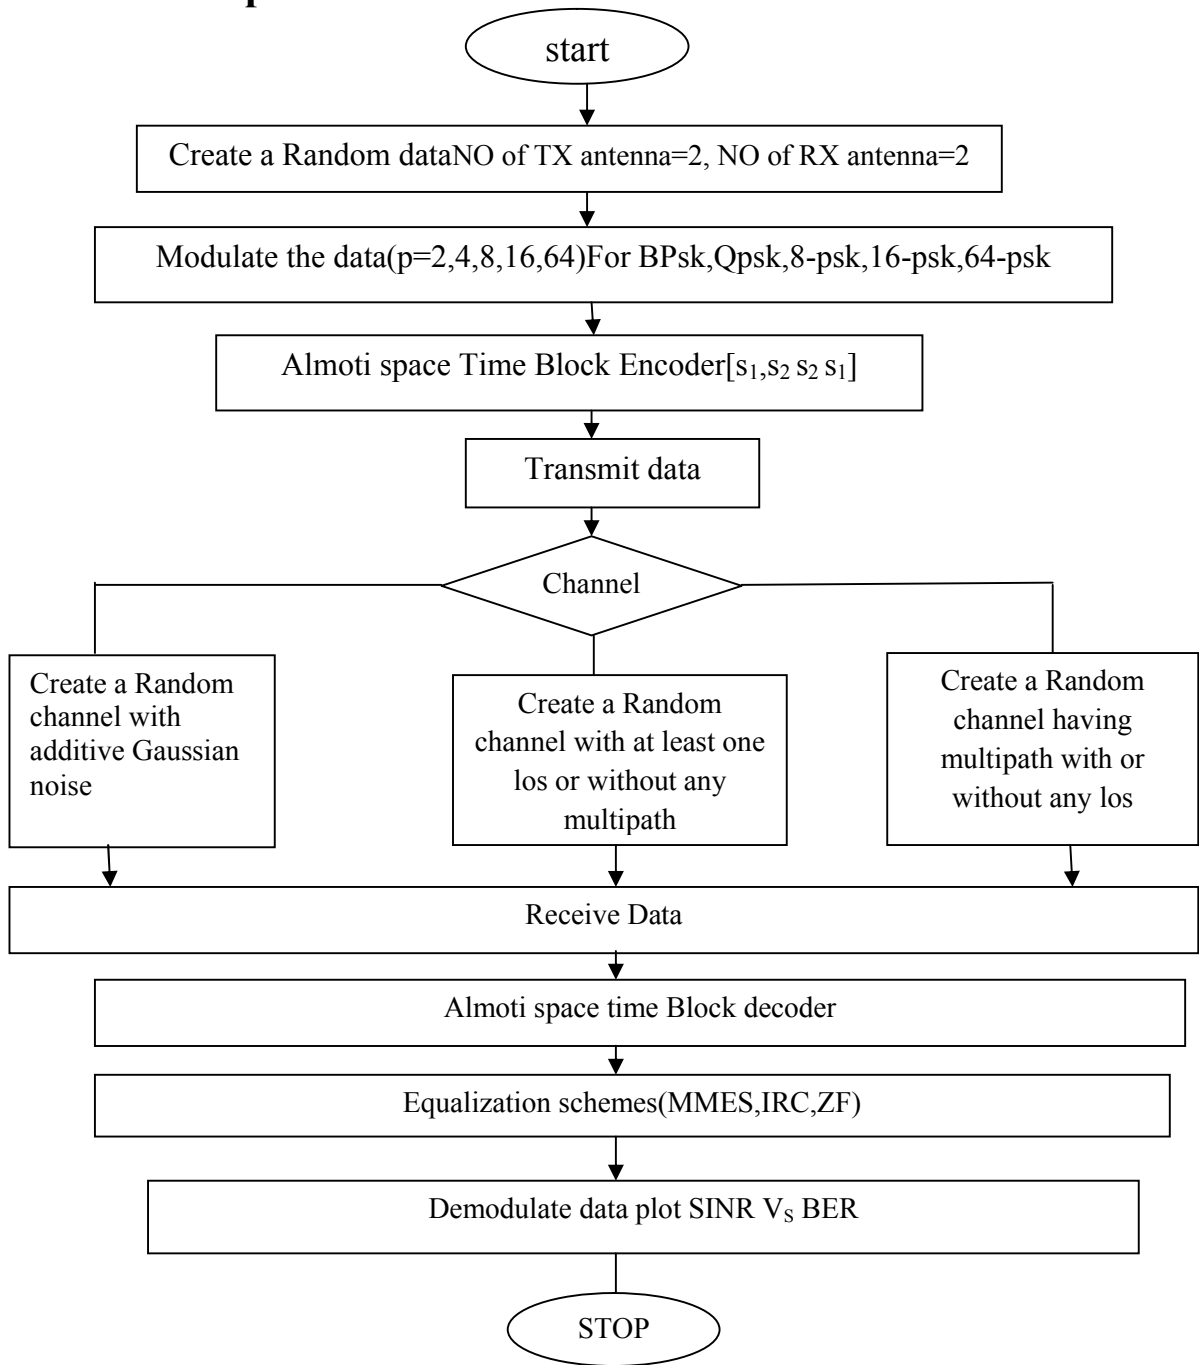 start
Create a Random dataNO of TX antenna=2, NO of RX antenna=2
Modulate the data(p=2,4,8,16,64)For BPsk,Qpsk,8-psk,16-psk,64-psk
Almoti space Time Block Encoder[s₁,s₂ s₂ s₁]
Transmit data
Channel
Create a Random
channel with
additive Gaussian
noise
Create a Random
channel with at least one
los or without any
multipath
Create a Random
channel having
multipath with or
without any los
Receive Data
Almoti space time Block decoder
Equalization schemes(MMES,IRC,ZF)
Demodulate data plot SINR Vₛ BER
STOP